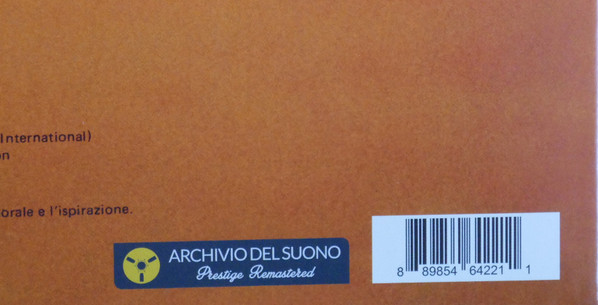 International)
on
orale e l'ispirazione.
ARCHIVIO DEL SUONO
Prestige Remastered
8 89854 64221 1